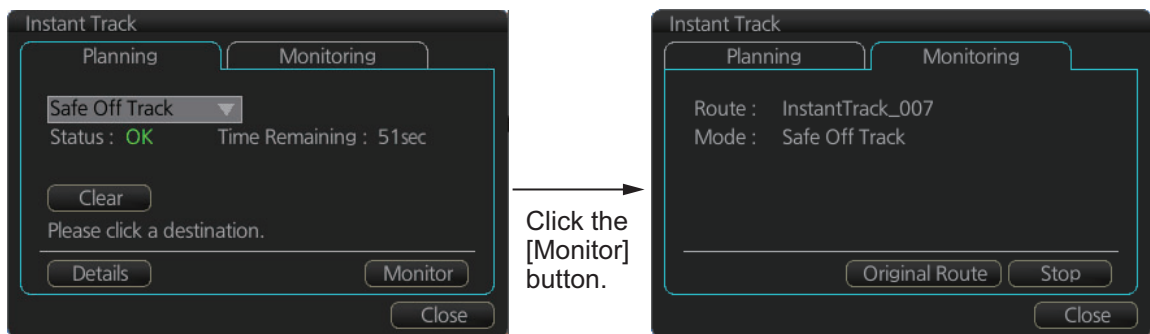 Instant Track
Planning Monitoring
Safe Off Track
Status : OK Time Remaining : 51sec
Clear
Please click a destination.
Details Monitor
Close
Click the
[Monitor]
button.
Instant Track
Planning Monitoring
Route : InstantTrack_007
Mode : Safe Off Track
Original Route Stop
Close